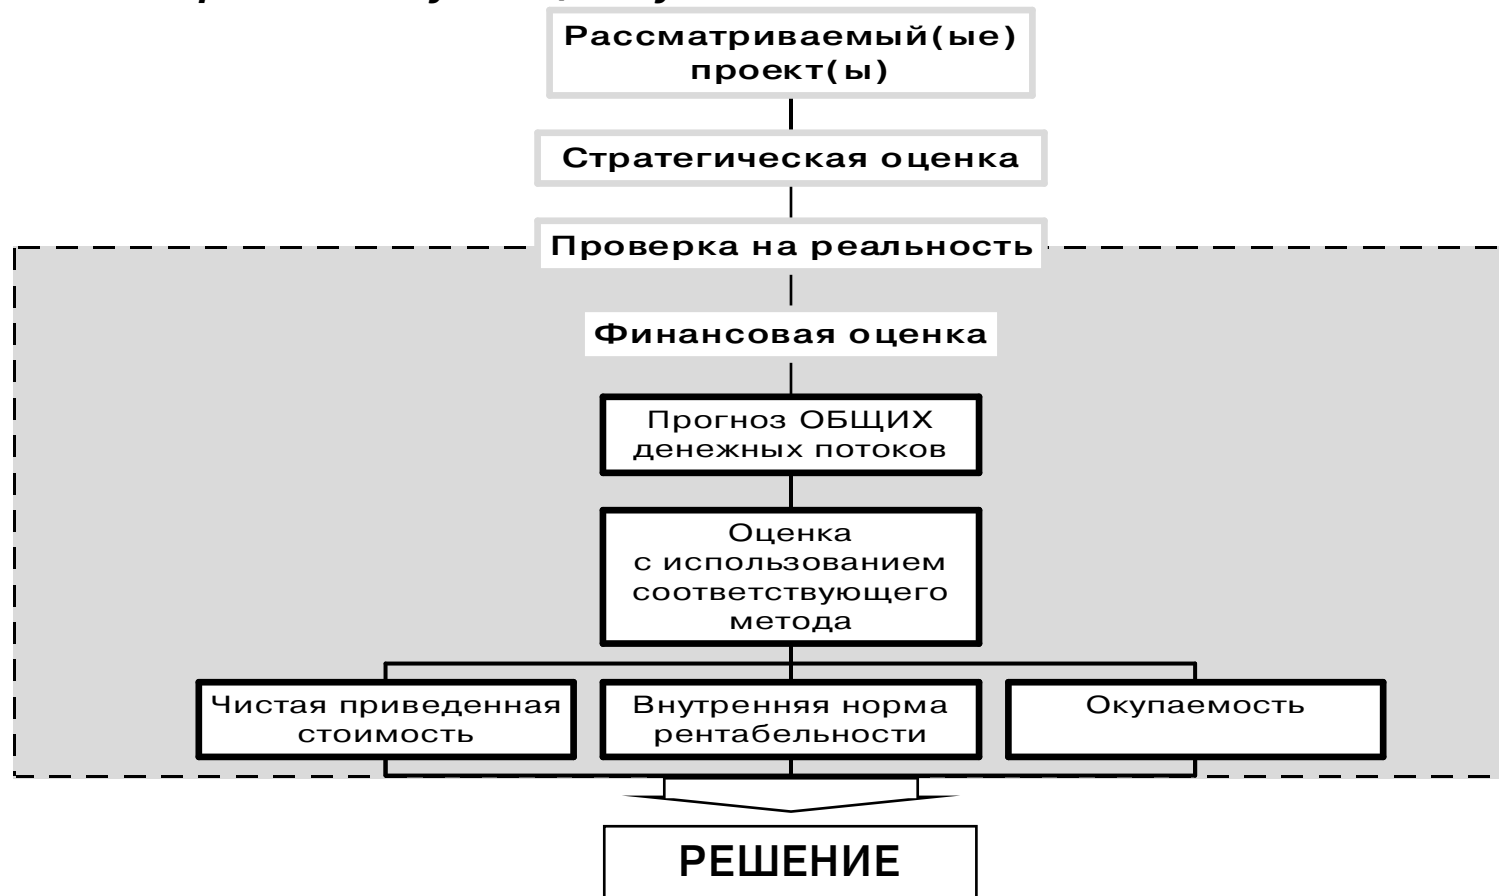 Рассматриваемый(ые)
проект(ы)
Стратегическая оценка
Проверка на реальность
Финансовая оценка
Прогноз ОБЩИХ
денежных потоков
Оценка
с использованием
соответствующего
метода
Чистая приведенная
стоимость
Внутренняя норма
рентабельности
Окупаемость
РЕШЕНИЕ